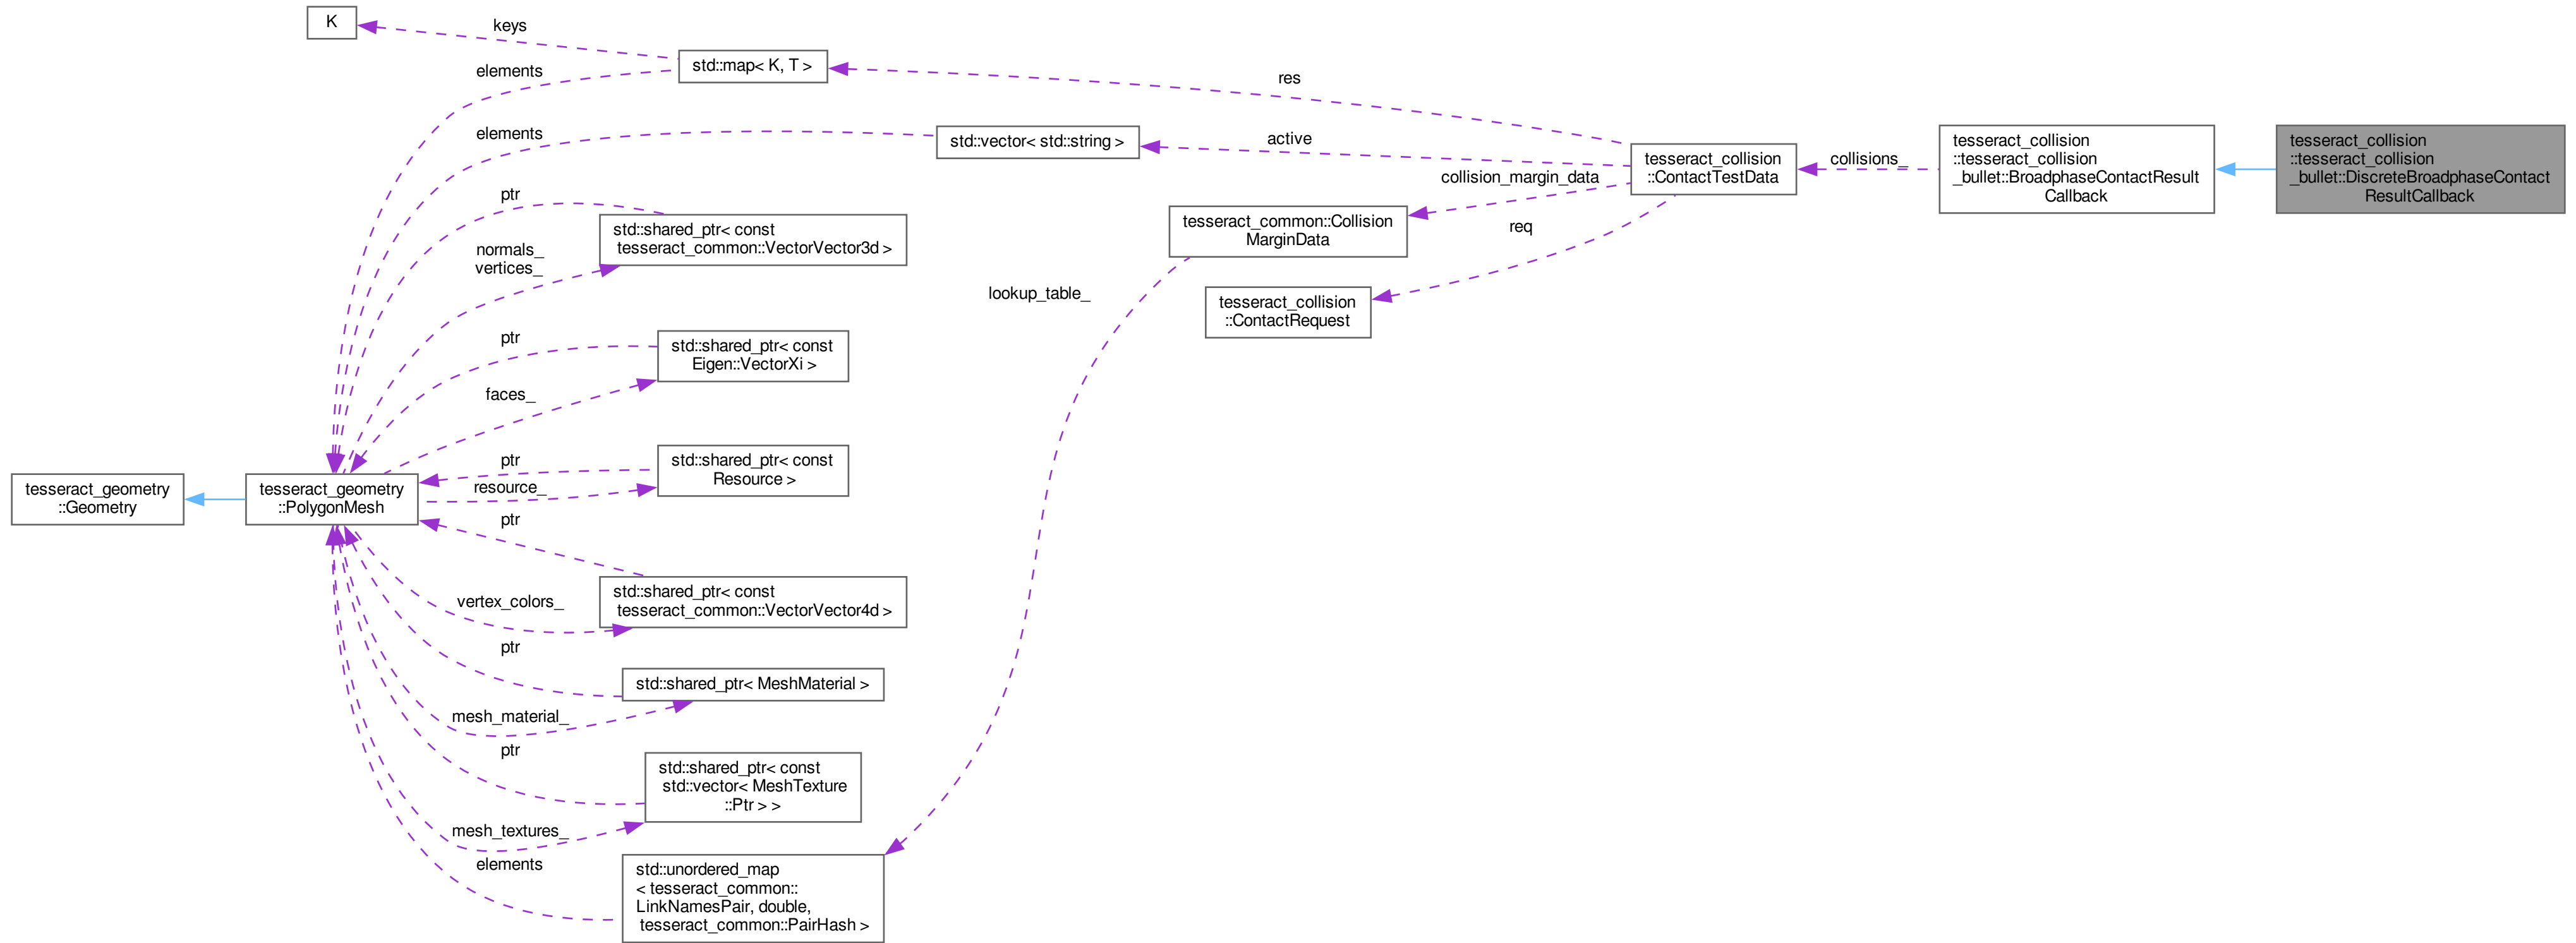 K
keys
std::map< K, T >
elements
res
elements
std::vector< std::string >
active
tesseract_collision
::ContactTestData
collisions_
tesseract_collision
::tesseract_collision
_bullet::BroadphaseContactResult
Callback
tesseract_collision
::tesseract_collision
_bullet::DiscreteBroadphaseContact
ResultCallback
collision_margin_data
ptr
std::shared_ptr< const
tesseract_common::VectorVector3d >
tesseract_common::Collision
MarginData
req
normals_
vertices_
lookup_table_
tesseract_collision
::ContactRequest
ptr
std::shared_ptr< const
Eigen::VectorXi >
faces_
ptr
std::shared_ptr< const
Resource >
resource_
tesseract_geometry
::Geometry
tesseract_geometry
::PolygonMesh
ptr
vertex_colors_
std::shared_ptr< const
tesseract_common::VectorVector4d >
ptr
std::shared_ptr< MeshMaterial >
mesh_material_
ptr
std::shared_ptr< const
std::vector< MeshTexture
::Ptr > >
mesh_textures_
elements
std::unordered_map
< tesseract_common::
LinkNamesPair, double,
tesseract_common::PairHash >